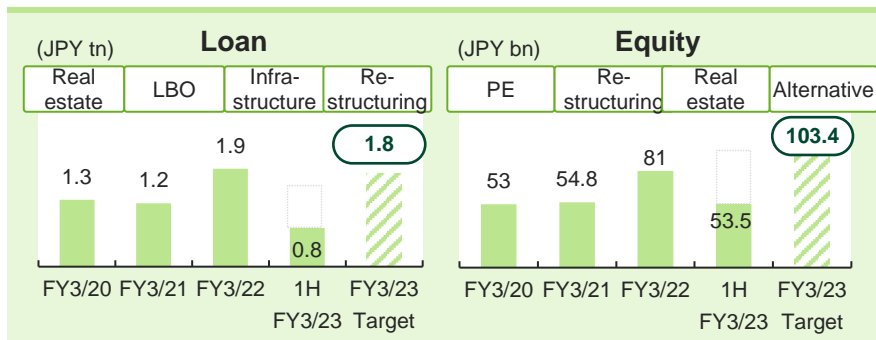 (JPY tn) Loan
Real estate LBO Infra-structure Re-structuring
1.8
1.9
1.3
1.2
0.8
FY3/20 FY3/21 FY3/22 1H FY3/23
FY3/23 Target
(JPY bn) Equity
PE Re-structuring Real estate Alternative
103.4
81
53
54.8
53.5
FY3/20 FY3/21 FY3/22 1H FY3/23
FY3/23 Target